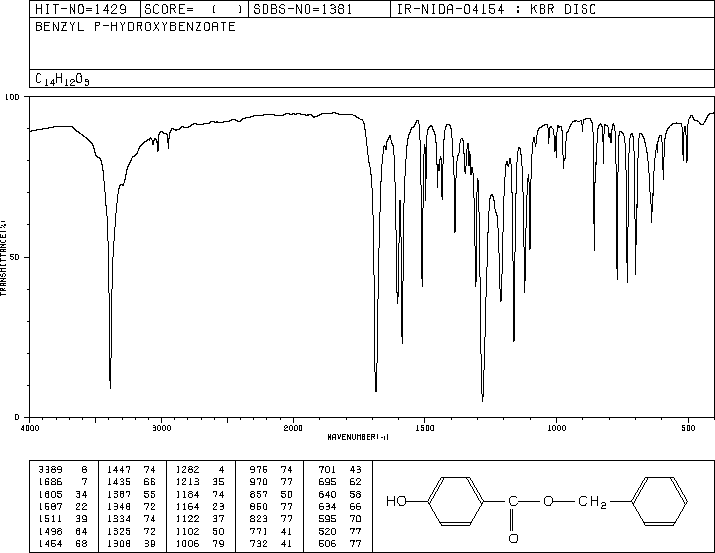 HIT-NO=1429 SCORE= ( ) SDBS-NO=1381 IR-NIDA-04154 : KBR DISC
BENZYL P-HYDROXYBENZOATE
C14H12O3
100
50
0
TRANSMITTANCE(%)
4000 3000 2000 1500 1000 500
WAVENUMBER(-1)
3389 8 1447 74 1282 4 976 74 701 43
1686 7 1435 66 1213 35 970 77 695 62
1605 34 1387 55 1184 74 857 50 640 58
1587 22 1348 72 1164 23 850 77 634 66
1511 39 1334 74 1122 37 823 77 595 70
1498 64 1325 72 1102 50 771 41 520 77
1454 68 1308 39 1006 79 732 41 506 77
HO C O CH2
O